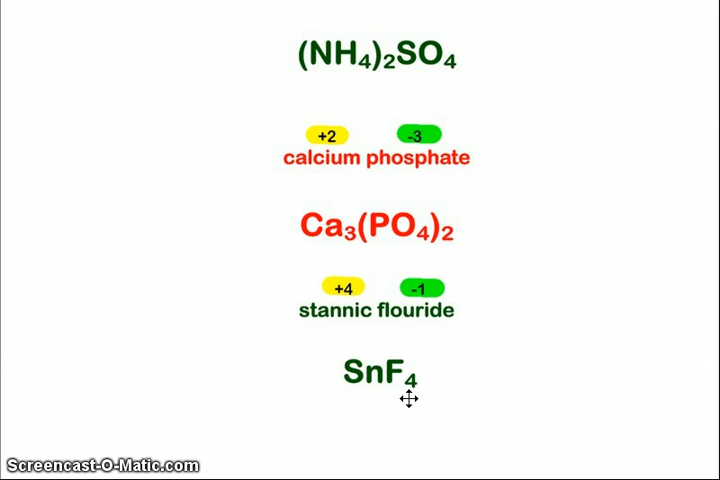 (NH₄)₂SO₄
+2 -3
calcium phosphate
Ca₃(PO₄)₂
+4 -1
stannic flouride
SnF₄
Screencast-O-Matic.com